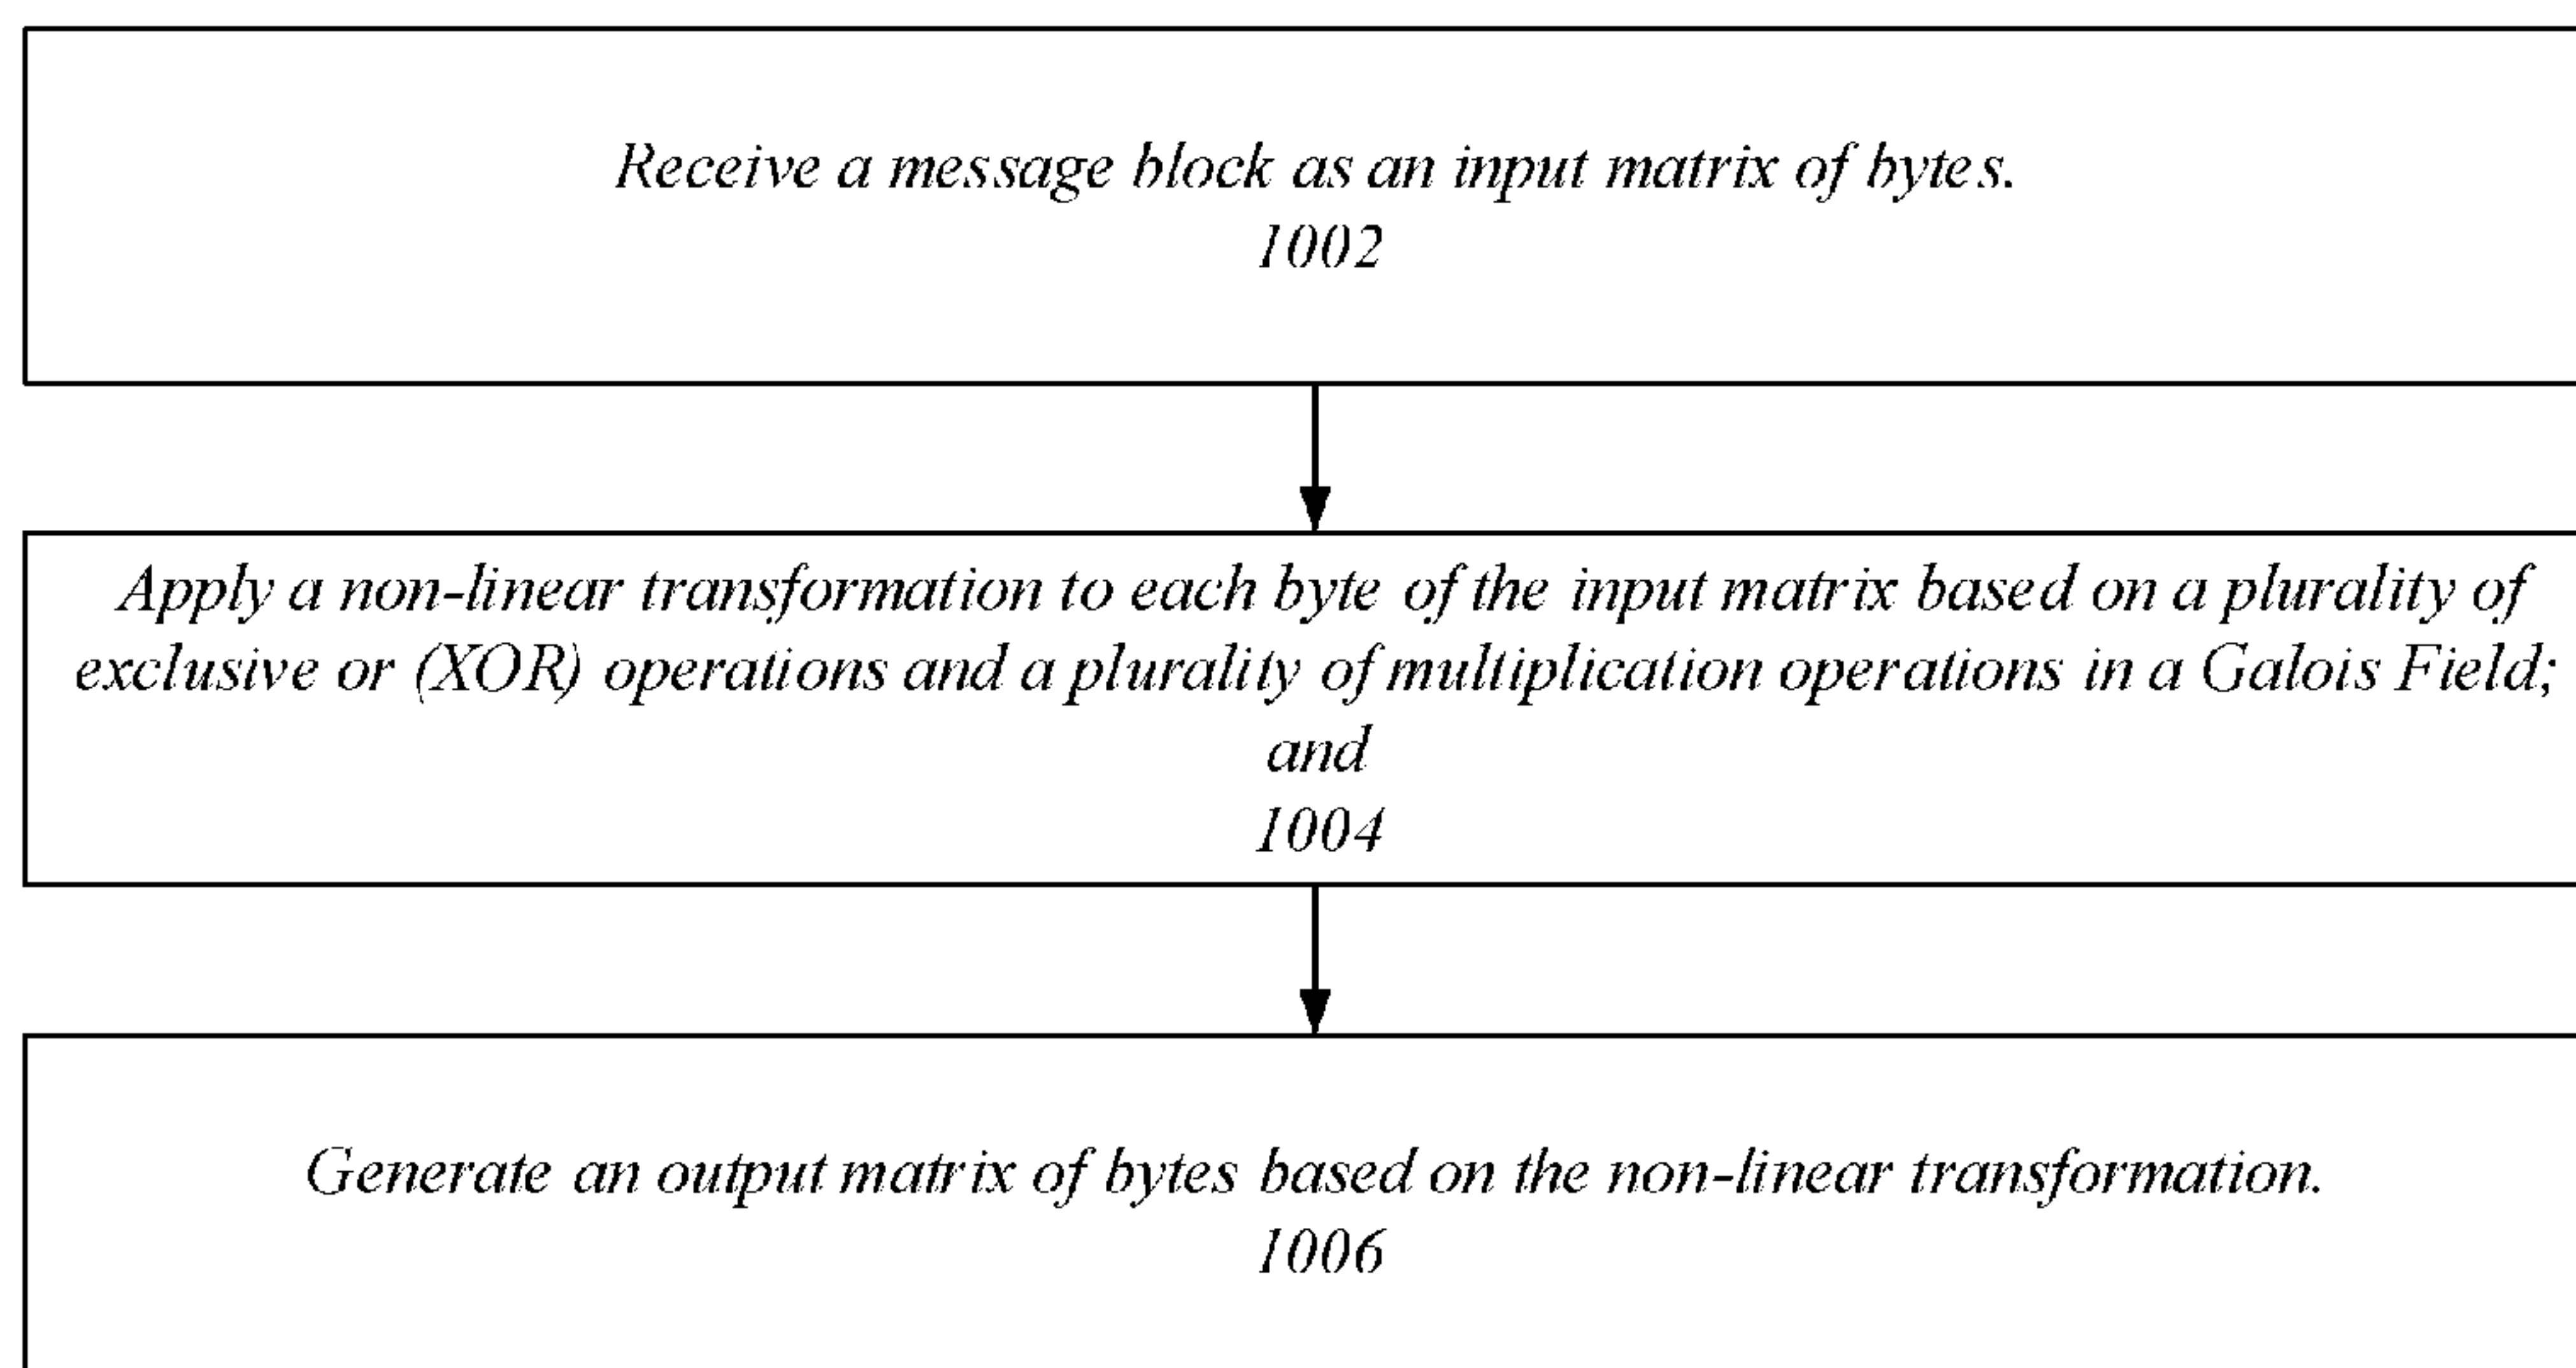 Receive a message block as an input matrix of bytes.
1002
Apply a non-linear transformation to each byte of the input matrix based on a plurality of
exclusive or (XOR) operations and a plurality of multiplication operations in a Galois Field;
and
1004
Generate an output matrix of bytes based on the non-linear transformation.
1006